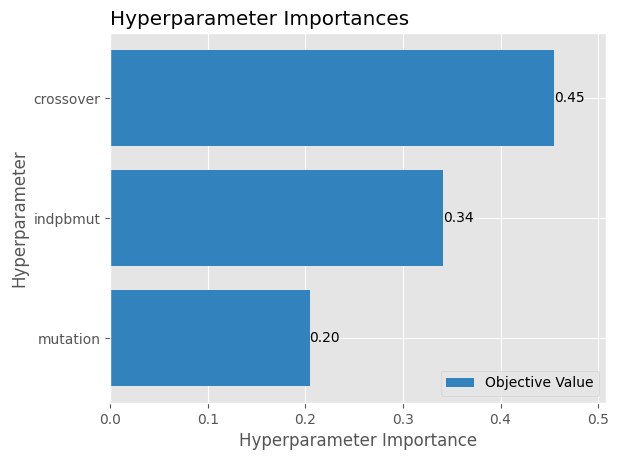 Hyperparameter Importances
Hyperparameter
crossover
0.45
indpbmut
0.34
mutation
0.20
Objective Value
0.0
0.1
0.2
0.3
0.4
0.5
Hyperparameter Importance